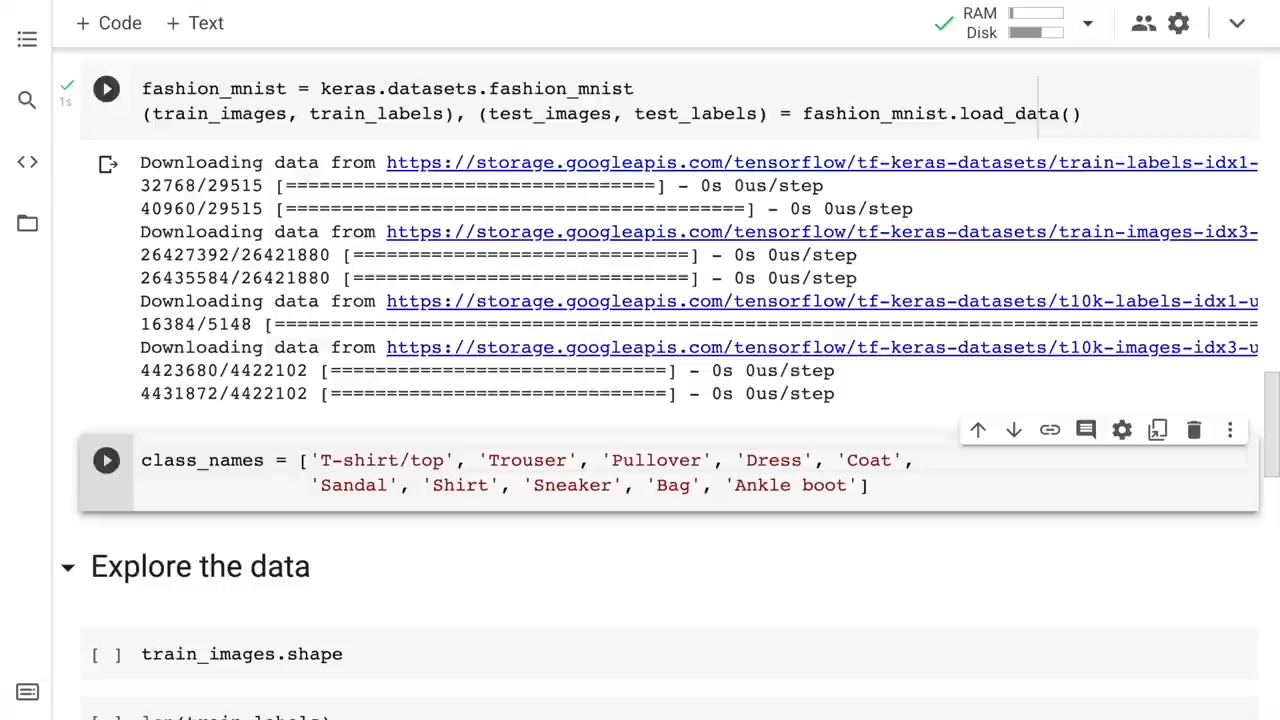 + Code + Text
RAM
Disk
1s
fashion_mnist = keras.datasets.fashion_mnist
(train_images, train_labels), (test_images, test_labels) = fashion_mnist.load_data()
Downloading data from https://storage.googleapis.com/tensorflow/tf-keras-datasets/train-labels-idx1-
32768/29515 [=================================] - 0s 0us/step
40960/29515 [=========================================] - 0s 0us/step
Downloading data from https://storage.googleapis.com/tensorflow/tf-keras-datasets/train-images-idx3-
26427392/26421880 [==============================] - 0s 0us/step
26435584/26421880 [==============================] - 0s 0us/step
Downloading data from https://storage.googleapis.com/tensorflow/tf-keras-datasets/t10k-labels-idx1-u
16384/5148 [========================================================================================
Downloading data from https://storage.googleapis.com/tensorflow/tf-keras-datasets/t10k-images-idx3-u
4423680/4422102 [==============================] - 0s 0us/step
4431872/4422102 [==============================] - 0s 0us/step
class_names = ['T-shirt/top', 'Trouser', 'Pullover', 'Dress', 'Coat',
'Sandal', 'Shirt', 'Sneaker', 'Bag', 'Ankle boot']
Explore the data
[ ] train_images.shape
[ ] len(train_labels)